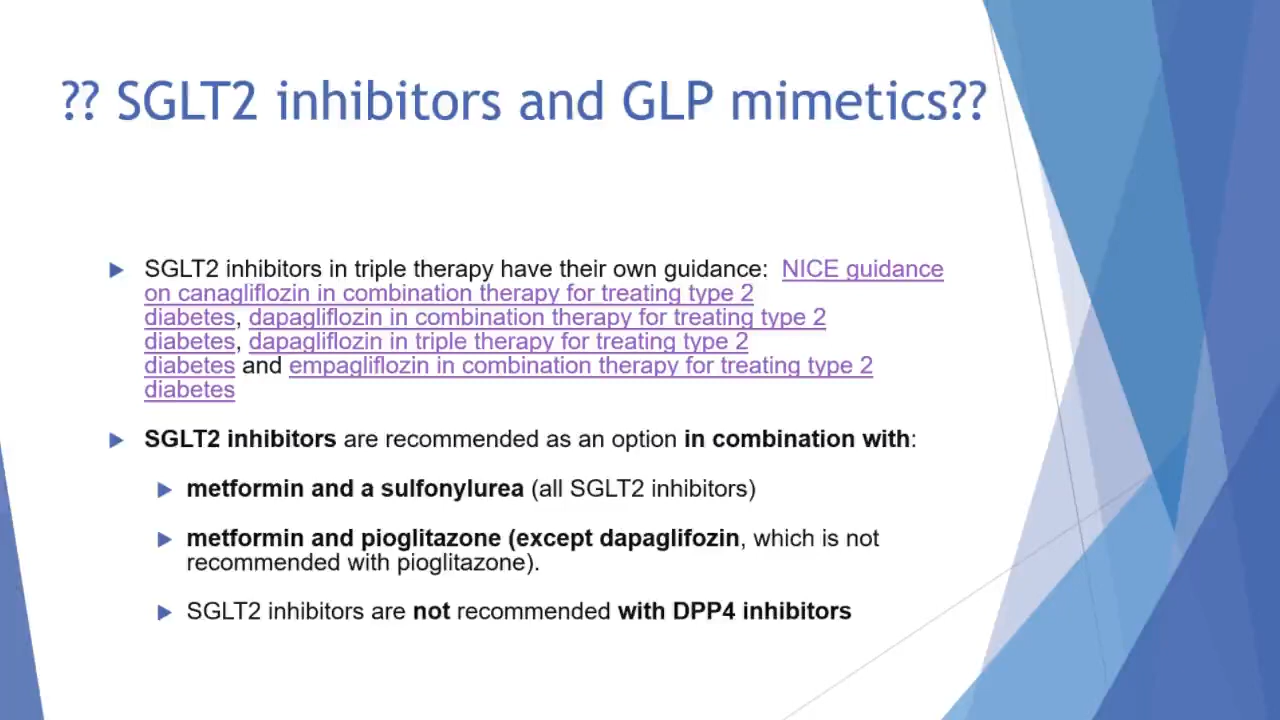 ?? SGLT2 inhibitors and GLP mimetics??
SGLT2 inhibitors in triple therapy have their own guidance: NICE guidance
on canagliflozin in combination therapy for treating type 2
diabetes, dapagliflozin in combination therapy for treating type 2
diabetes, dapagliflozin in triple therapy for treating type 2
diabetes and empagliflozin in combination therapy for treating type 2
diabetes
SGLT2 inhibitors are recommended as an option in combination with:
metformin and a sulfonylurea (all SGLT2 inhibitors)
metformin and pioglitazone (except dapaglifozin, which is not
recommended with pioglitazone).
SGLT2 inhibitors are not recommended with DPP4 inhibitors